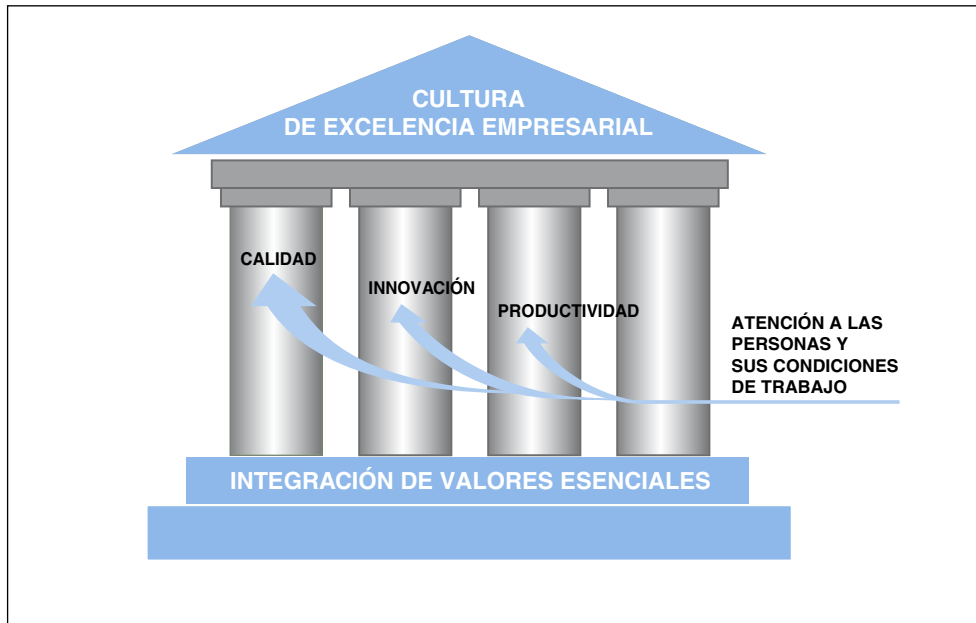 CULTURA
DE EXCELENCIA EMPRESARIAL
CALIDAD
INNOVACIÓN
PRODUCTIVIDAD
ATENCIÓN A LAS
PERSONAS Y
SUS CONDICIONES
DE TRABAJO
INTEGRACIÓN DE VALORES ESENCIALES